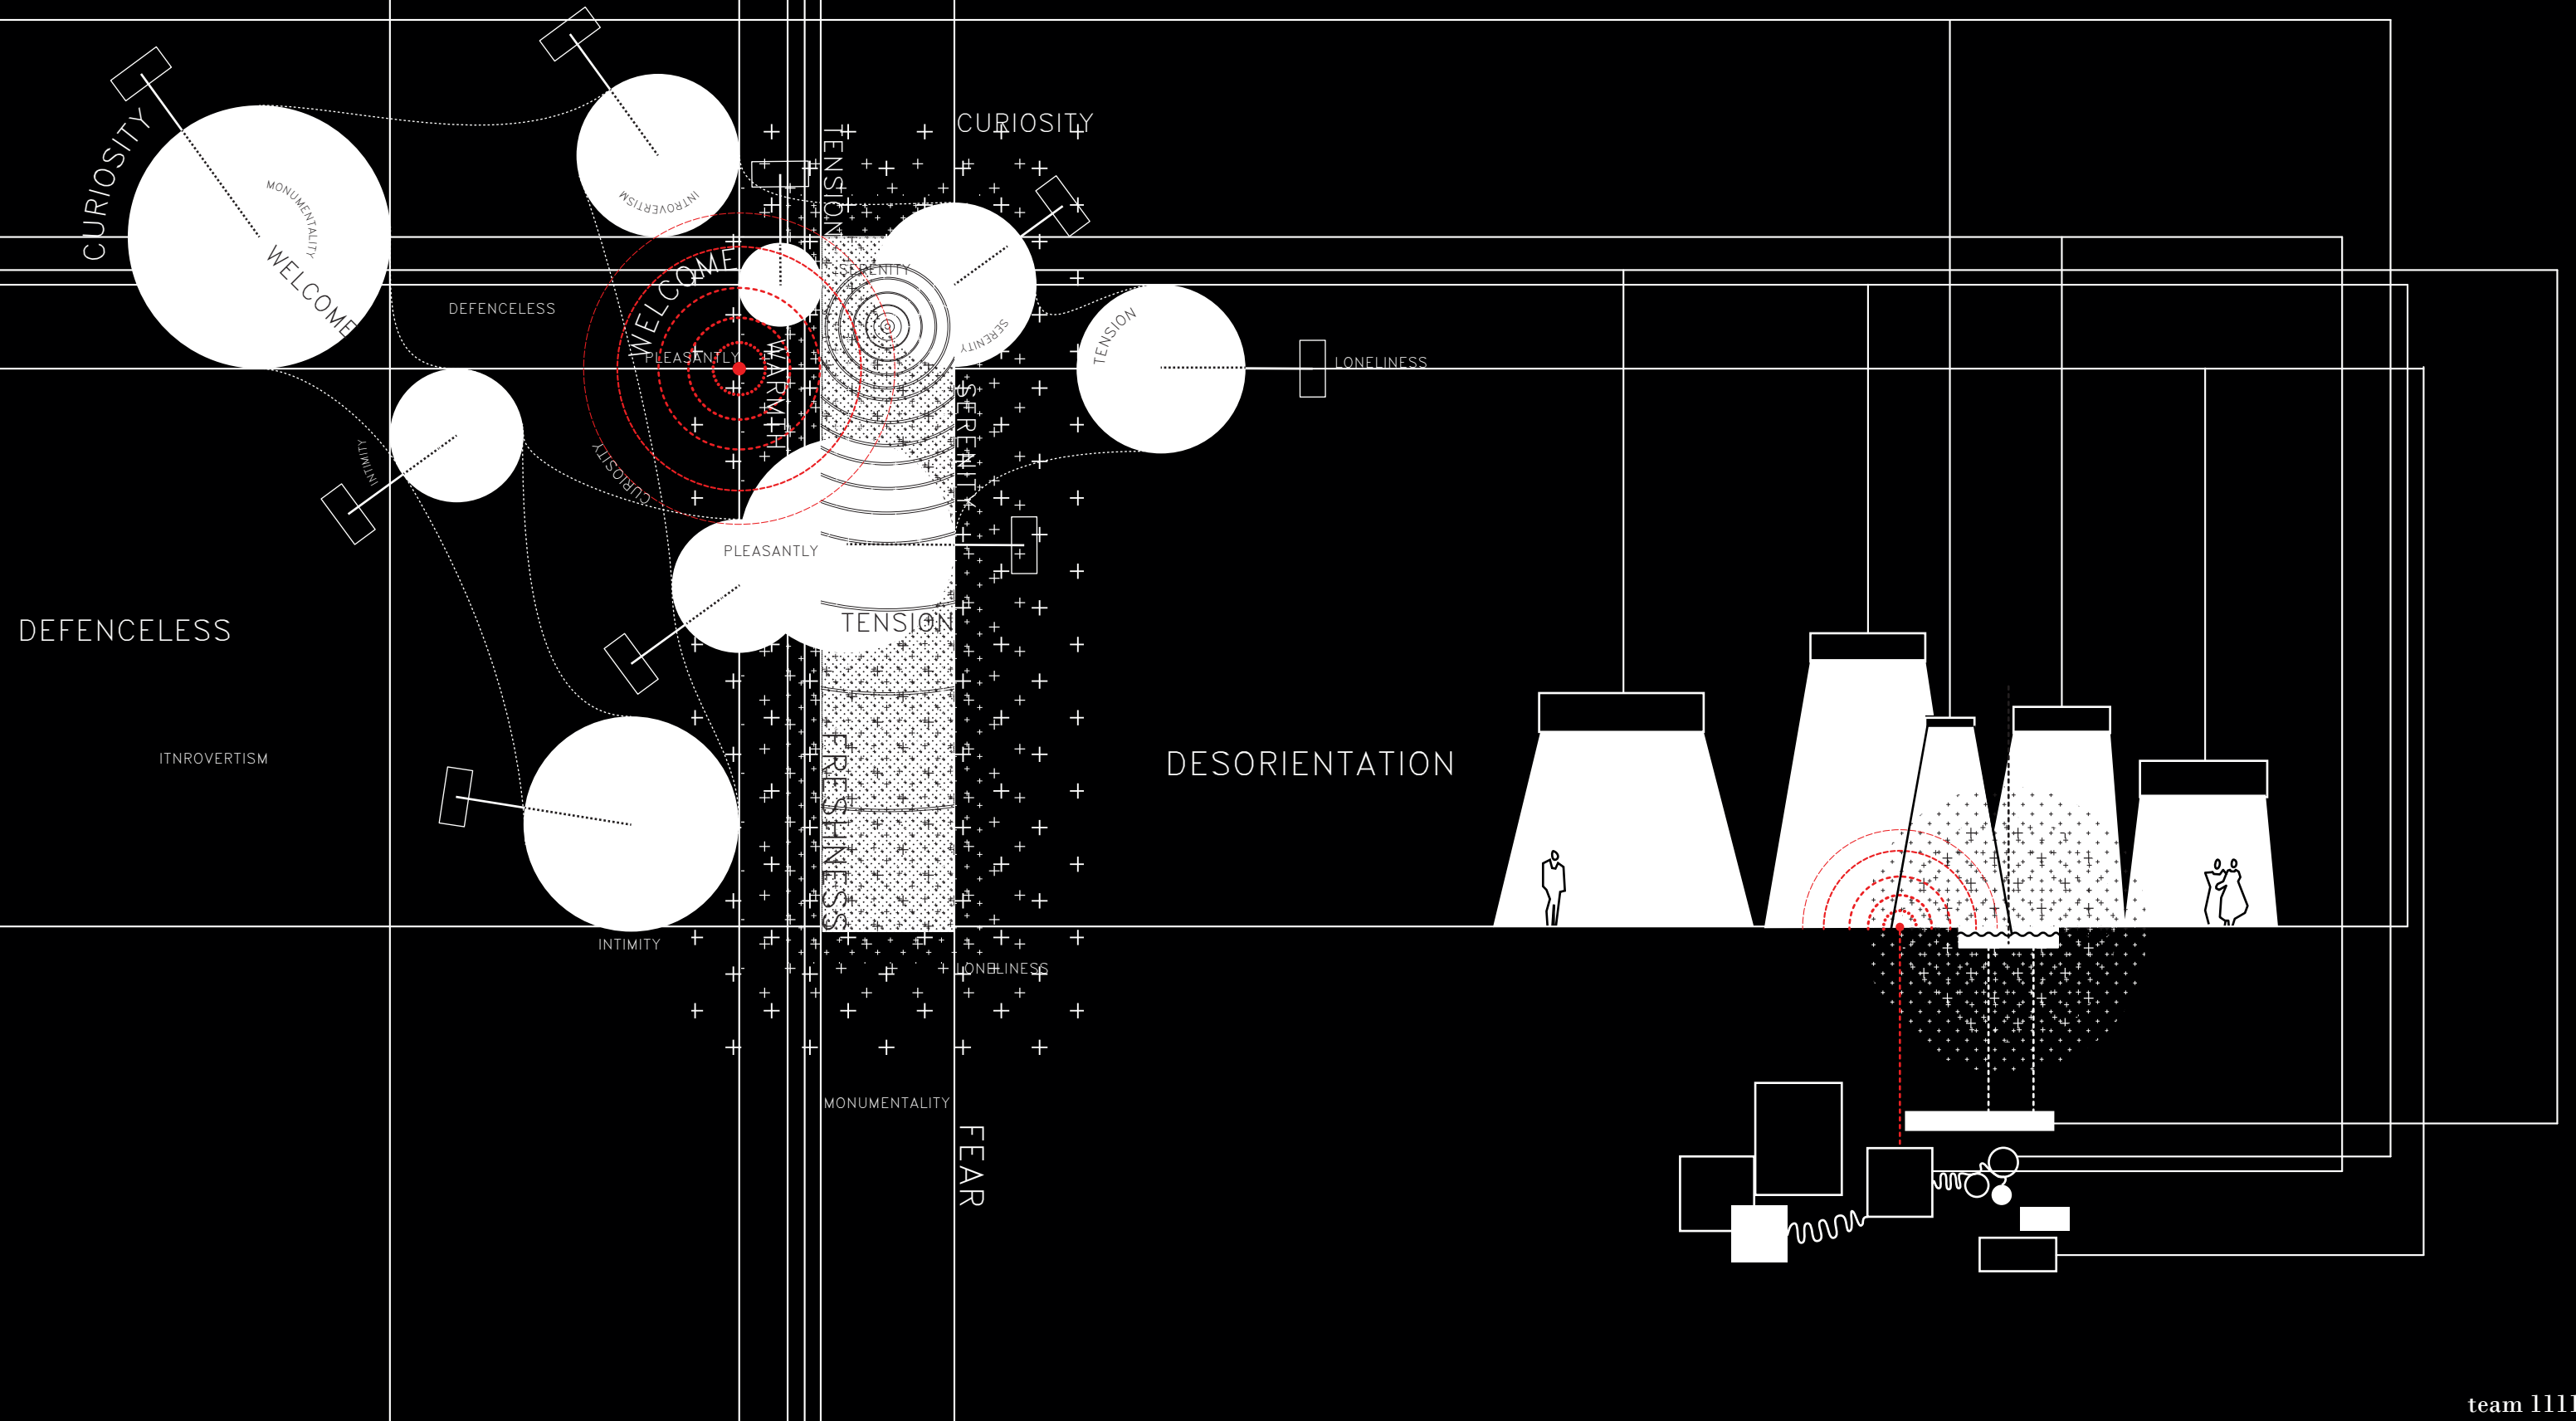 CURIOSITY
MONUMENTALITY
WELCOME
INTROVERTISM
TENSION
CURIOSITY
DEFENCELESS
WELCOME
PLEASANTLY
WARMTH
SERENITY
SERENITY
TENSION
LONELINESS
INTIMITY
CURIOSITY
SERENITY
PLEASANTLY
TENSION
DEFENCELESS
ITNROVERTISM
FRESHNESS
DESORIENTATION
INTIMITY
LONELINESS
MONUMENTALITY
FEAR
team 1111